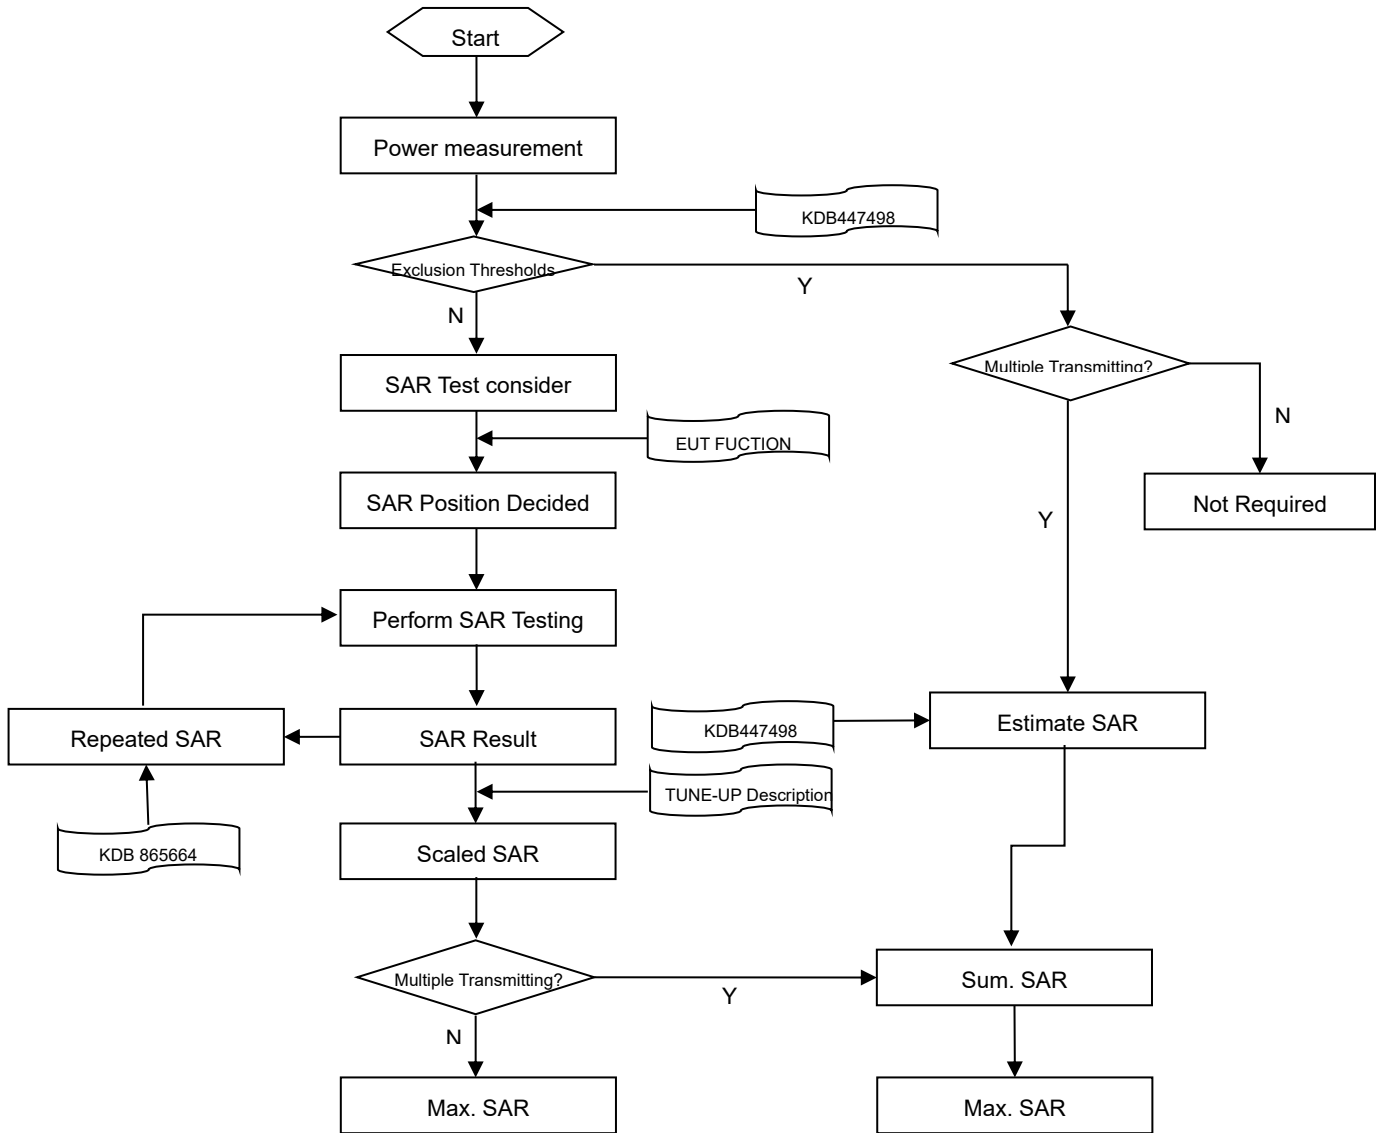 Start
Power measurement
KDB447498
Exclusion Thresholds
Y
N
Multiple Transmitting?
SAR Test consider
N
EUT FUCTION
SAR Position Decided
Not Required
Y
Perform SAR Testing
Repeated SAR
SAR Result
KDB447498
Estimate SAR
TUNE-UP Description
KDB 865664
Scaled SAR
Multiple Transmitting?
Y
Sum. SAR
N
Max. SAR
Max. SAR